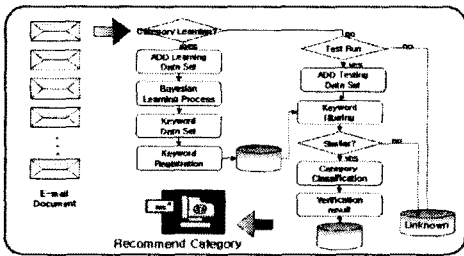 Category Learning?
yes
ADD Learning
Data Set
Bayesian
Learning Process
Keyword
Data Set
Keyword
Registration
E-mail
Document
no
Test Run
no
yes
ADD Testing
Data Set
Keyword
filtering
Similar?
no
yes
Category
Classification
Verification
result
Unknown
Recommend Category